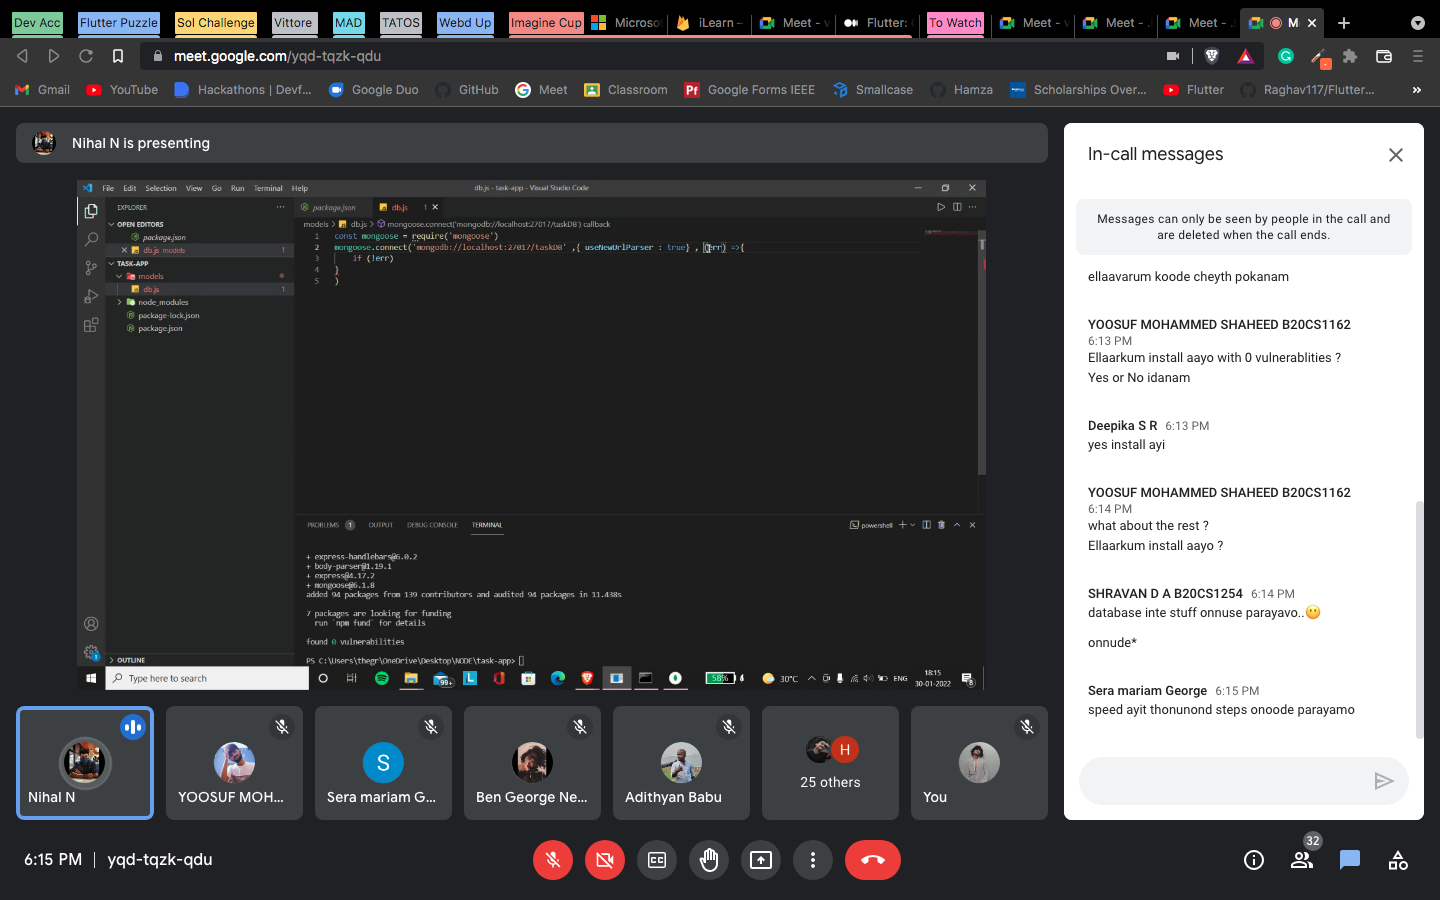 Dev Acc
Flutter Puzzle
Sol Challenge
Vittore
MAD
TATOS
Webd Up
Imagine Cup
Micros
iLearn –
Meet – v
Flutter:
To Watch
Meet – v
Meet –
Meet –
M
meet.google.com/yqd-tqzk-qdu
Gmail
YouTube
Hackathons | Devf...
Google Duo
GitHub
Meet
Classroom
Google Forms IEEE
Smallcase
Hamza
Scholarships Over...
Flutter
Raghav117/Flutter...
»
Nihal N is presenting
File Edit Selection View Go Run Terminal Help
db.js - task-app - Visual Studio Code
EXPLORER
OPEN EDITORS
package.json
db.js models 1
TASK-APP
models
db.js 1
node_modules
package-lock.json
package.json
OUTLINE
package.json
db.js 1
models > db.js > mongoose.connect('mongodb://localhost:27017/taskDB') callback
1 const mongoose = require('mongoose')
2 mongoose.connect('mongodb://localhost:27017/taskDB' ,{ useNewUrlParser : true} , (err) =>{
3 if (!err)
4 }
5 )
PROBLEMS 1 OUTPUT DEBUG CONSOLE TERMINAL
powershell
+ express-handlebars@6.0.2
+ body-parser@1.19.1
+ express@4.17.2
+ mongoose@6.1.8
added 94 packages from 139 contributors and audited 94 packages in 11.438s
7 packages are looking for funding
run `npm fund` for details
found 0 vulnerabilities
PS C:\Users\thegr\OneDrive\Desktop\NODE\task-app>
Type here to search
99+
58%
30°C
ENG
18:15
30-01-2022
8
In-call messages
Messages can only be seen by people in the call and
are deleted when the call ends.
ellaavarum koode cheyth pokanam
YOOSUF MOHAMMED SHAHEED B20CS1162
6:13 PM
Ellaarkum install aayo with 0 vulnerablities ?
Yes or No idanam
Deepika S R 6:13 PM
yes install ayi
YOOSUF MOHAMMED SHAHEED B20CS1162
6:14 PM
what about the rest ?
Ellaarkum install aayo ?
SHRAVAN D A B20CS1254 6:14 PM
database inte stuff onnuse parayavo..😶
onnude*
Sera mariam George 6:15 PM
speed ayit thonunond steps onoode parayamo
Nihal N
YOOSUF MOH...
S
Sera mariam G...
Ben George Ne...
Adithyan Babu
H
25 others
You
6:15 PM | yqd-tqzk-qdu
32